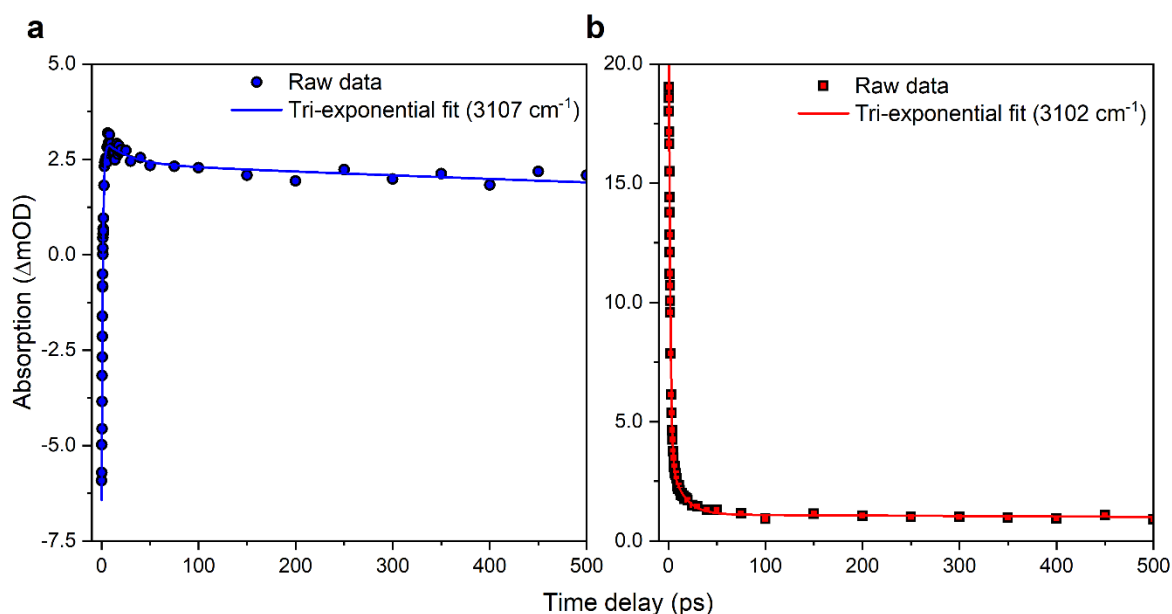 a
5.0
2.5
0.0
-2.5
-5.0
-7.5
Absorption (ΔmOD)
Raw data
Tri-exponential fit (3107 cm⁻¹)
0 100 200 300 400 500
b
20.0
15.0
10.0
5.0
0.0
Raw data
Tri-exponential fit (3102 cm⁻¹)
0 100 200 300 400 500
Time delay (ps)